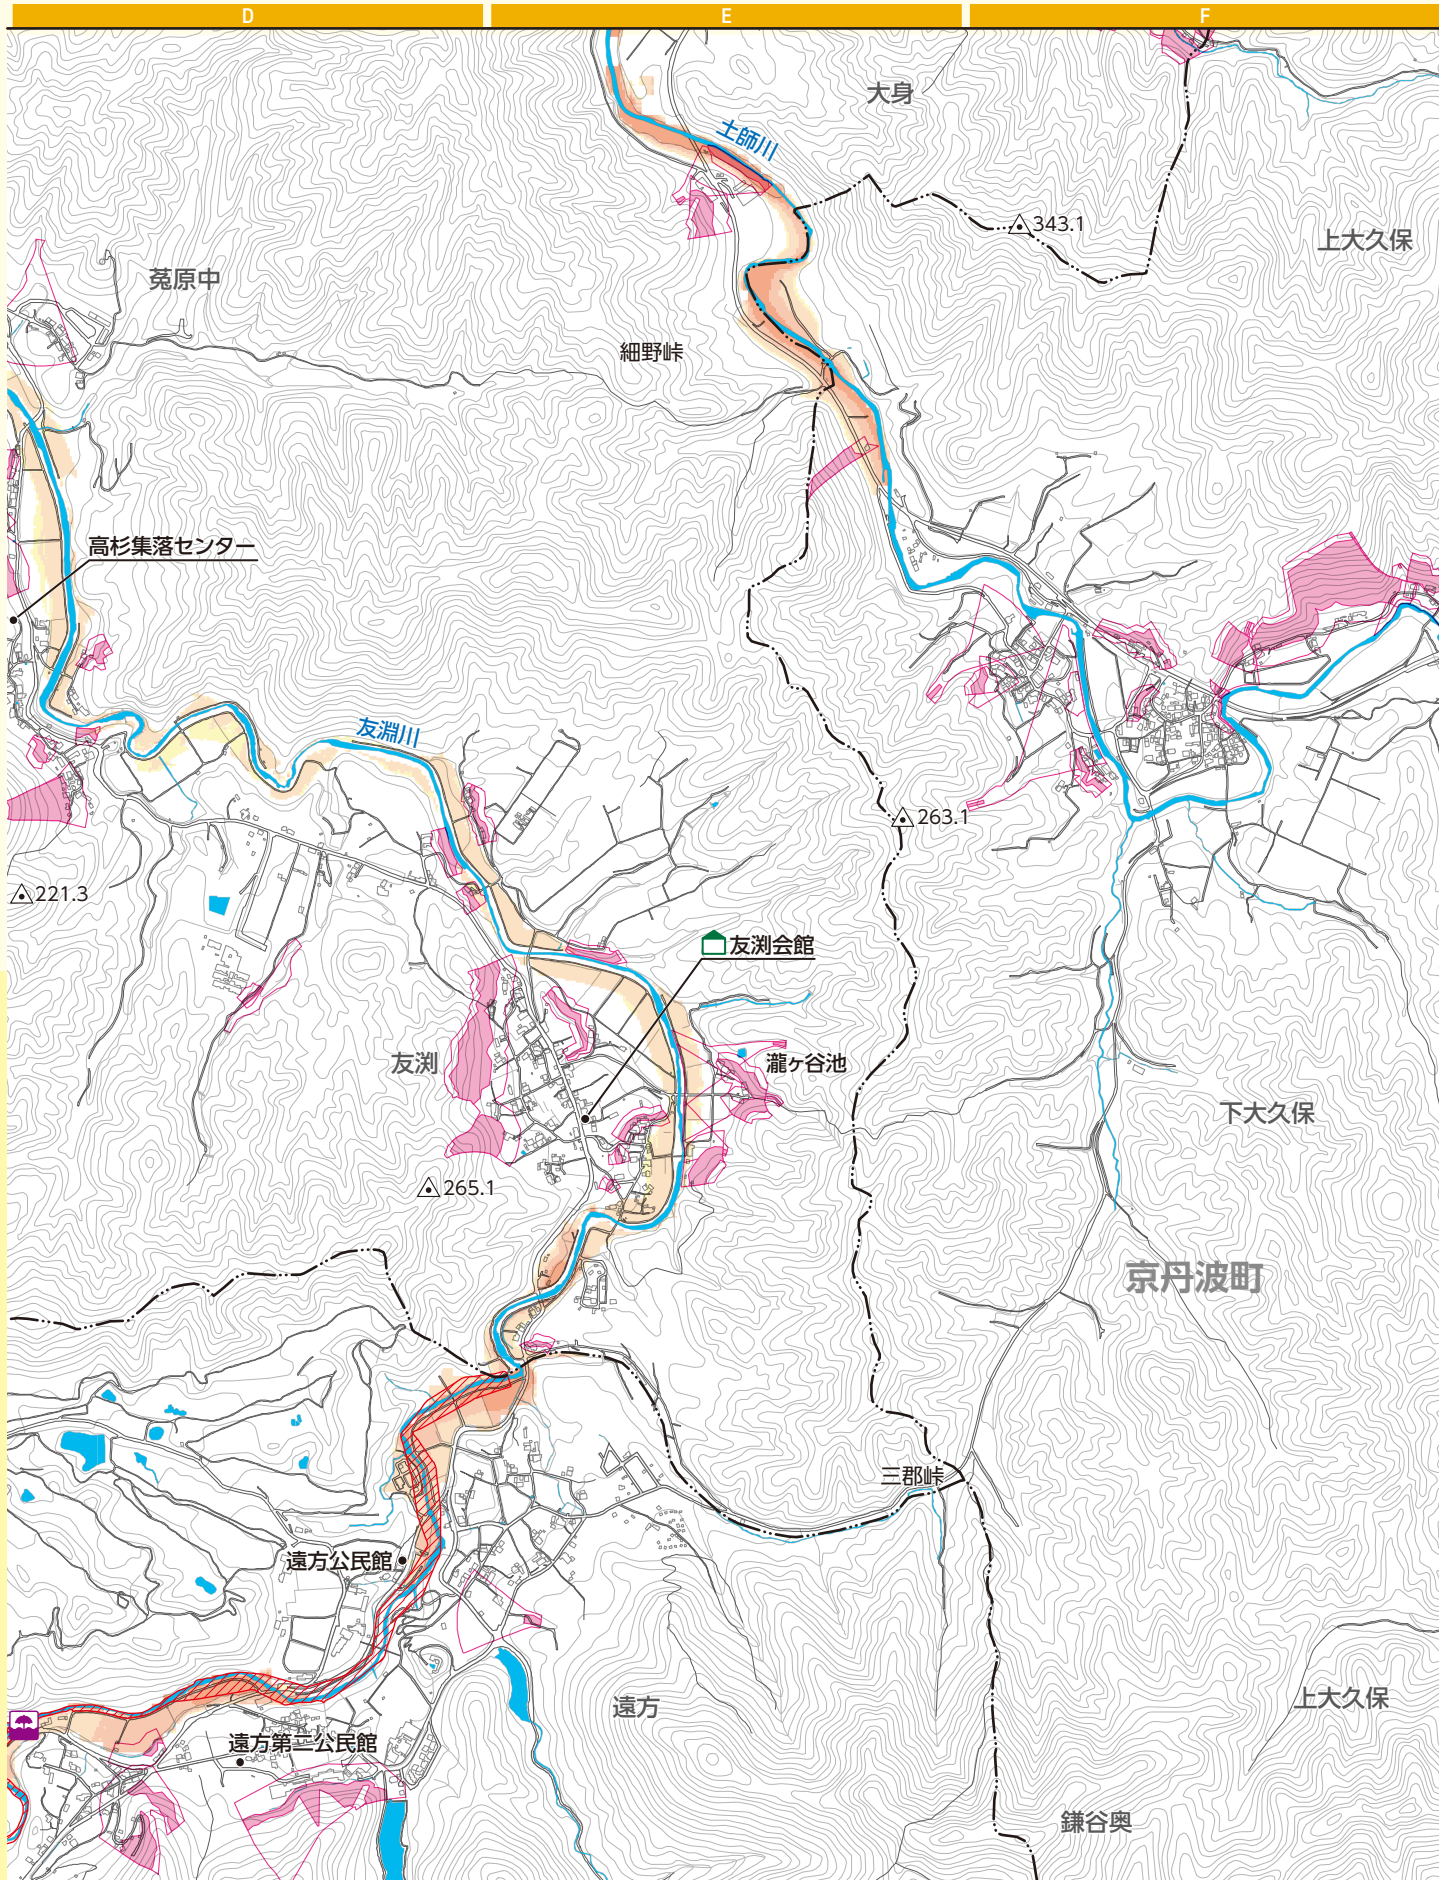 D
E
F
大身
土師川
343.1
上大久保
菟原中
細野峠
高杉集落センター
友淵川
263.1
221.3
友渕会館
友渕
瀧ヶ谷池
下大久保
265.1
京丹波町
三郡峠
遠方公民館
遠方
上大久保
遠方第二公民館
鎌谷奥